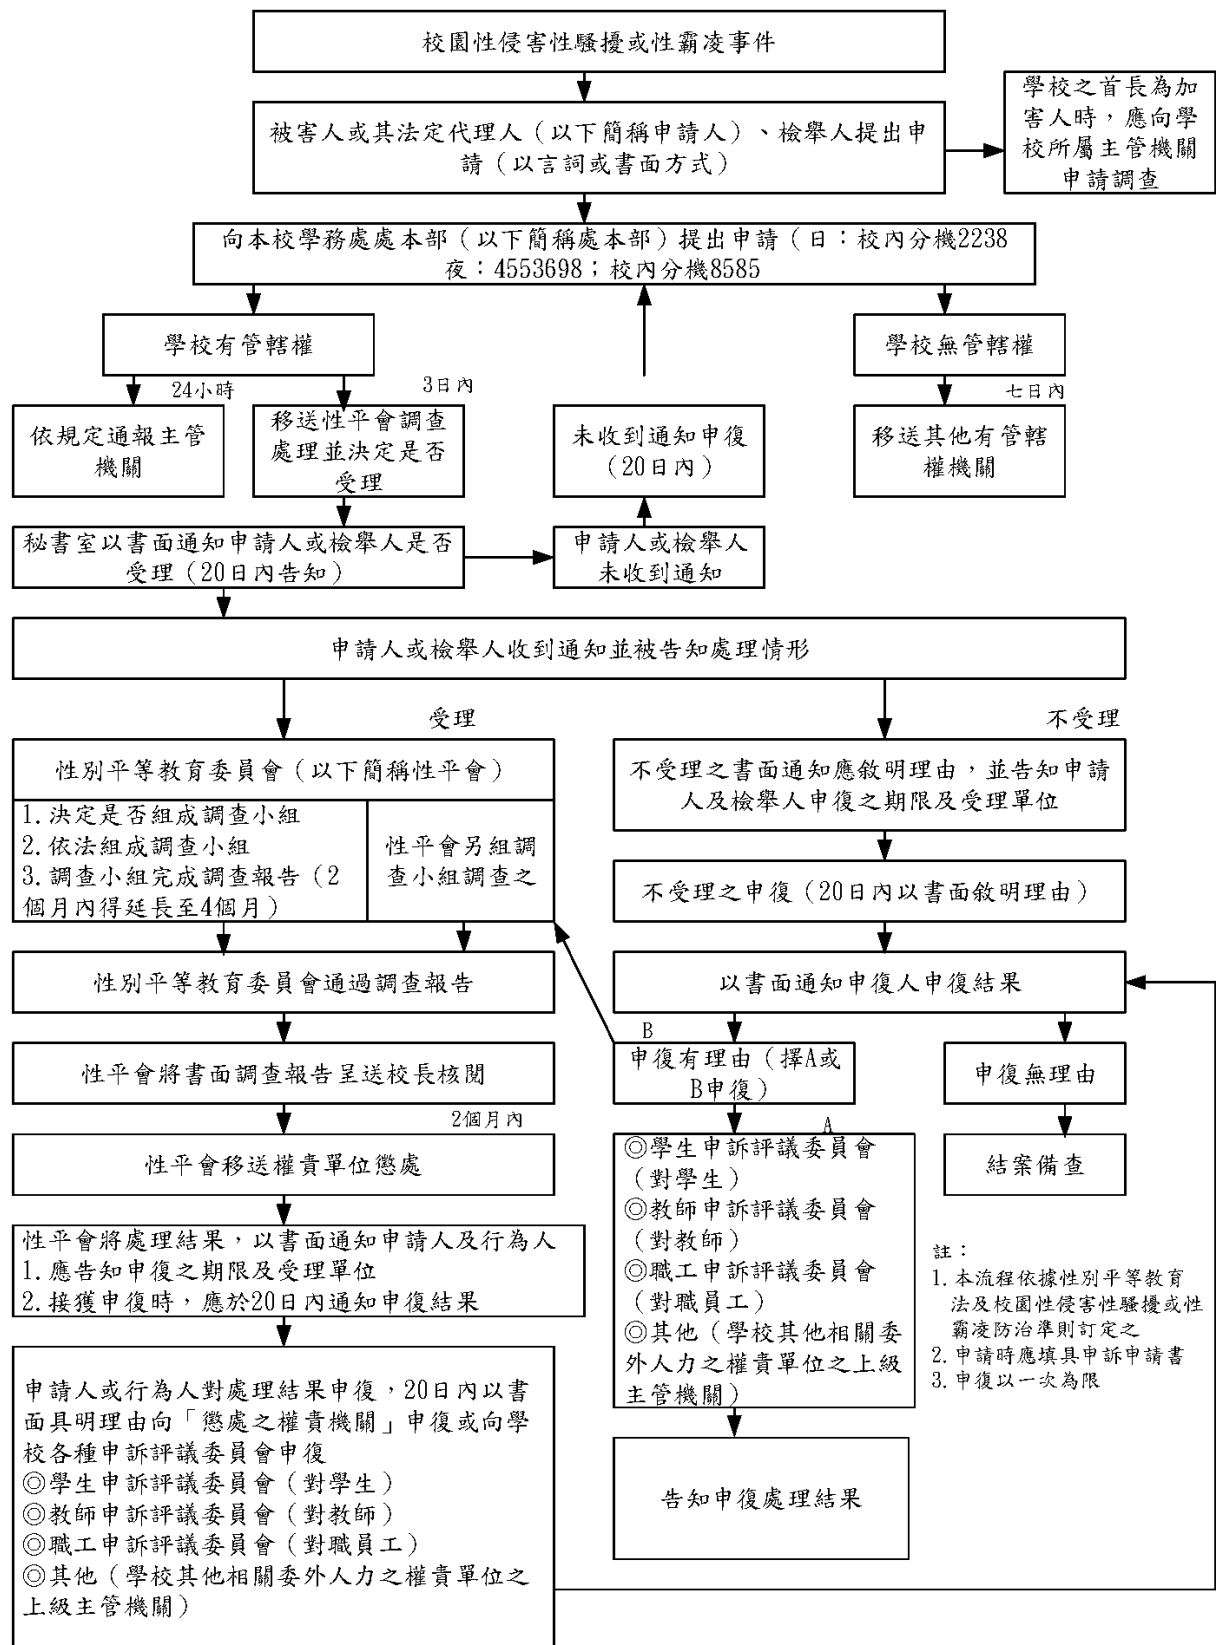 校園性侵害性騷擾或性霸凌事件
被害人或其法定代理人（以下簡稱申請人）、檢舉人提出申
請（以言詞或書面方式）
學校之首長為加
害人時，應向學
校所屬主管機關
申請調查
向本校學務處處本部（以下簡稱處本部）提出申請（日：校內分機2238
夜：4553698；校內分機8585
學校有管轄權
學校無管轄權
24小時
3日內
七日內
依規定通報主管
機關
移送性平會調查
處理並決定是否
受理
未收到通知申復
（20日內）
移送其他有管轄
權機關
秘書室以書面通知申請人或檢舉人是否
受理（20日內告知）
申請人或檢舉人
未收到通知
申請人或檢舉人收到通知並被告知處理情形
受理
不受理
性別平等教育委員會（以下簡稱性平會）
1.決定是否組成調查小組
2.依法組成調查小組
3.調查小組完成調查報告（2
個月內得延長至4個月）
性平會另組調
查小組調查之
不受理之書面通知應敘明理由，並告知申請
人及檢舉人申復之期限及受理單位
不受理之申復（20日內以書面敘明理由）
性別平等教育委員會通過調查報告
以書面通知申復人申復結果
B
性平會將書面調查報告呈送校長核閱
申復有理由（擇A或
B申復）
申復無理由
2個月內
A
性平會移送權責單位懲處
◎學生申訴評議委員會
（對學生）
◎教師申訴評議委員會
（對教師）
◎職工申訴評議委員會
（對職員工）
◎其他（學校其他相關委
外人力之權責單位之上級
主管機關）
結案備查
性平會將處理結果，以書面通知申請人及行為人
1.應告知申復之期限及受理單位
2.接獲申復時，應於20日內通知申復結果
註：
1.本流程依據性別平等教育
法及校園性侵害性騷擾或性
霸凌防治準則訂定之
2.申請時應填具申訴申請書
3.申復以一次為限
申請人或行為人對處理結果申復，20日內以書
面具明理由向「懲處之權責機關」申復或向學
校各種申訴評議委員會申復
◎學生申訴評議委員會（對學生）
◎教師申訴評議委員會（對教師）
◎職工申訴評議委員會（對職員工）
◎其他（學校其他相關委外人力之權責單位之
上級主管機關）
告知申復處理結果